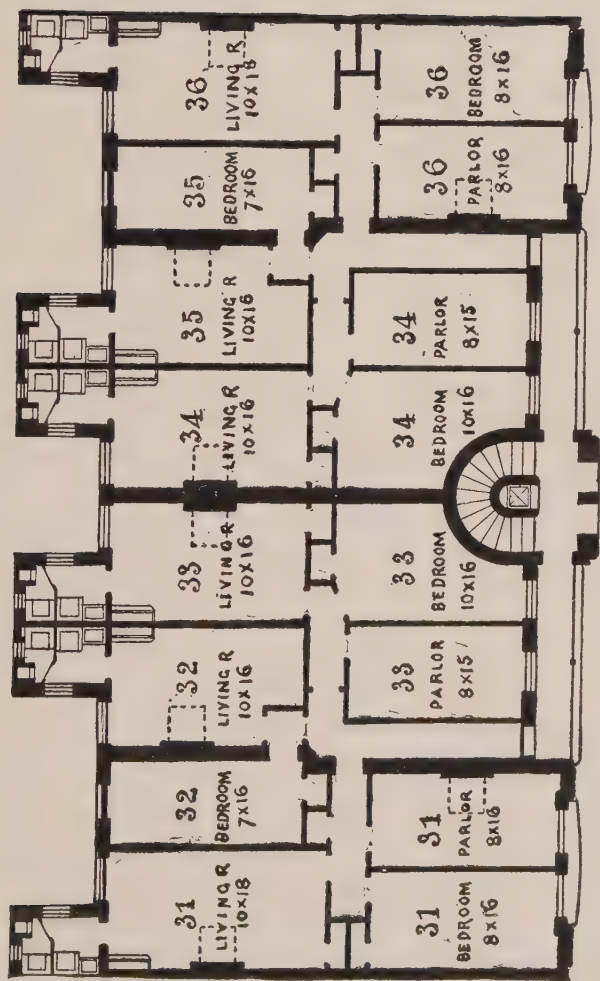 31
LIVING R
10X18
32
BEDROOM
7X16
32
LIVING R
10X16
33
LIVING R
10X16
34
LIVING R
10X16
35
LIVING R
10X16
35
BEDROOM
7X16
36
LIVING R
10X18
31
BEDROOM
8X16
31
PARLOR
8X16
33
PARLOR
8X15
33
BEDROOM
10X16
34
BEDROOM
10X16
34
PARLOR
8X15
36
PARLOR
8X16
36
BEDROOM
8X16